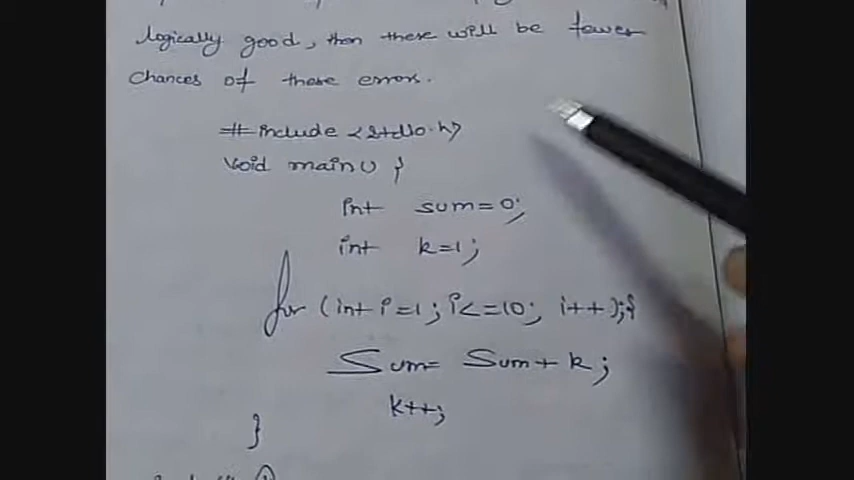 logically good, then there will be fewer
chances of these errors.
# include <stdio.h>
void main() {
int sum=0;
int k=1;
for (int i=1; i<=10; i++);{
Sum= Sum+k;
k++;
}